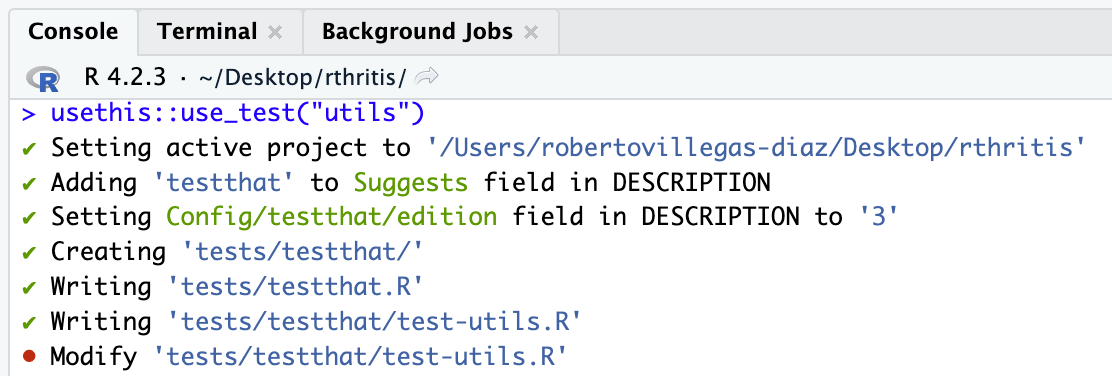 Console Terminal × Background Jobs ×
R R 4.2.3 · ~/Desktop/rthritis/
> usethis::use_test("utils")
✔ Setting active project to '/Users/robertovillegas-diaz/Desktop/rthritis'
✔ Adding 'testthat' to Suggests field in DESCRIPTION
✔ Setting Config/testthat/edition field in DESCRIPTION to '3'
✔ Creating 'tests/testthat/'
✔ Writing 'tests/testthat.R'
✔ Writing 'tests/testthat/test-utils.R'
● Modify 'tests/testthat/test-utils.R'